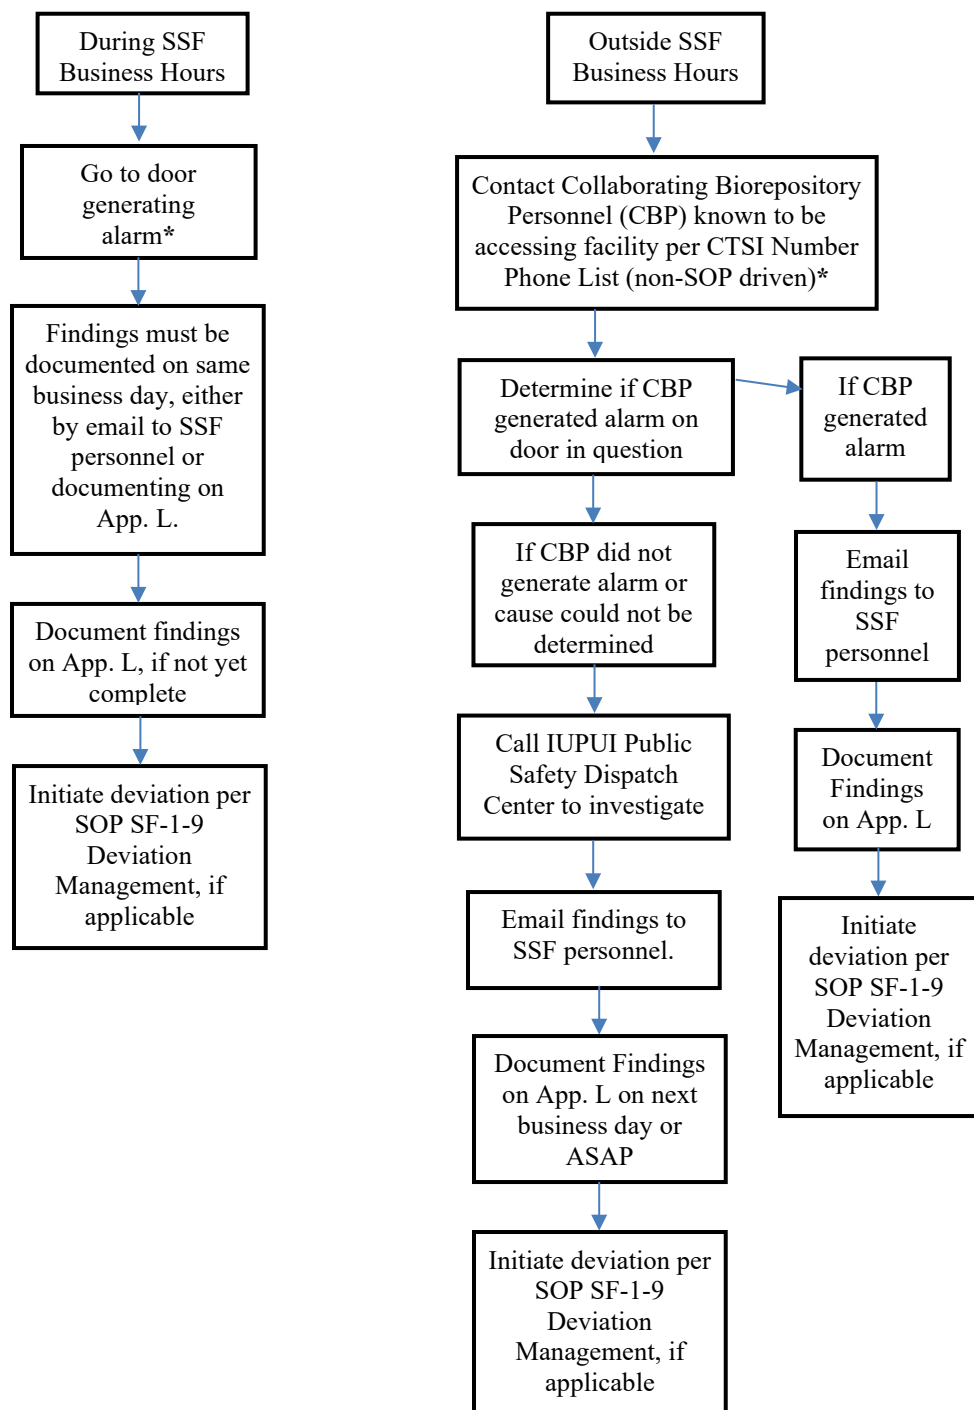 During SSF
Business Hours
Go to door
generating
alarm*
Findings must be
documented on same
business day, either
by email to SSF
personnel or
documenting on
App. L.
Document findings
on App. L, if not yet
complete
Initiate deviation per
SOP SF-1-9
Deviation
Management, if
applicable
Outside SSF
Business Hours
Contact Collaborating Biorepository
Personnel (CBP) known to be
accessing facility per CTSI Number
Phone List (non-SOP driven)*
Determine if CBP
generated alarm on
door in question
If CBP did not
generate alarm or
cause could not be
determined
Call IUPUI Public
Safety Dispatch
Center to investigate
Email findings to
SSF personnel.
Document Findings
on App. L on next
business day or
ASAP
Initiate deviation per
SOP SF-1-9
Deviation
Management, if
applicable
If CBP
generated
alarm
Email
findings to
SSF
personnel
Document
Findings
on App. L
Initiate
deviation per
SOP SF-1-9
Deviation
Management, if
applicable